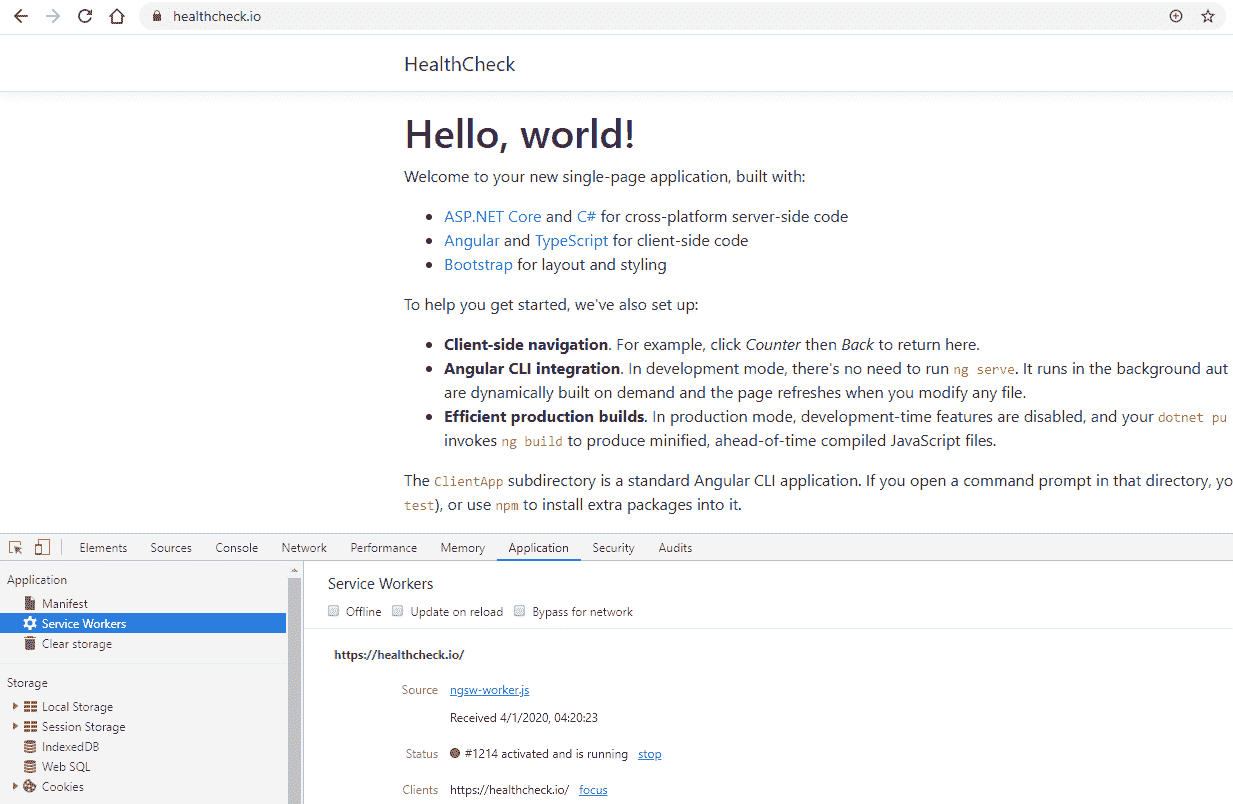 healthcheck.io
HealthCheck
Hello, world!
Welcome to your new single-page application, built with:
ASP.NET Core and C# for cross-platform server-side code
Angular and TypeScript for client-side code
Bootstrap for layout and styling
To help you get started, we've also set up:
Client-side navigation. For example, click Counter then Back to return here.
Angular CLI integration. In development mode, there's no need to run ng serve. It runs in the background aut
are dynamically built on demand and the page refreshes when you modify any file.
Efficient production builds. In production mode, development-time features are disabled, and your dotnet pu
invokes ng build to produce minified, ahead-of-time compiled JavaScript files.
The ClientApp subdirectory is a standard Angular CLI application. If you open a command prompt in that directory, yo
test), or use npm to install extra packages into it.
Elements Sources Console Network Performance Memory Application Security Audits
Application
Manifest
Service Workers
Clear storage
Storage
Local Storage
Session Storage
IndexedDB
Web SQL
Cookies
Service Workers
Offline Update on reload Bypass for network
https://healthcheck.io/
Source ngsw-worker.js
Received 4/1/2020, 04:20:23
Status #1214 activated and is running stop
Clients https://healthcheck.io/ focus